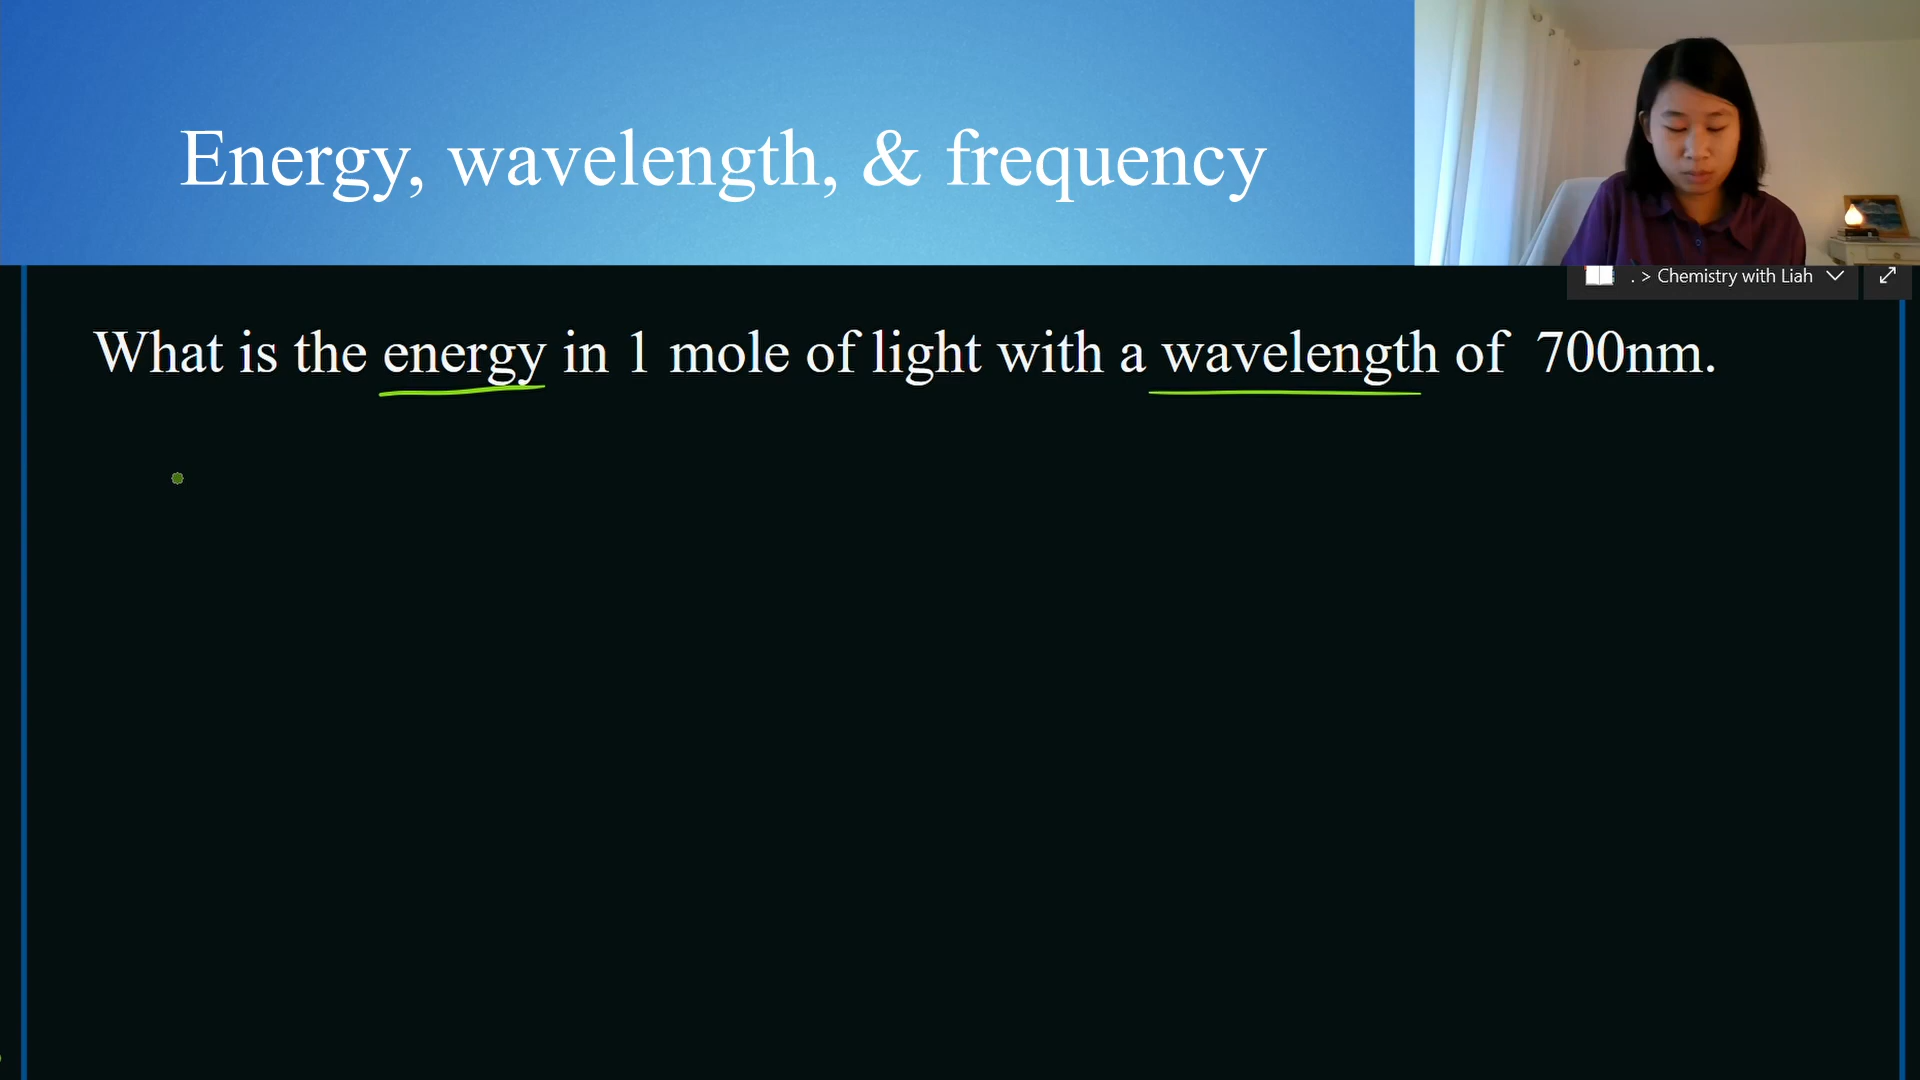 Energy, wavelength, & frequency
. > Chemistry with Liah
What is the energy in 1 mole of light with a wavelength of 700nm.